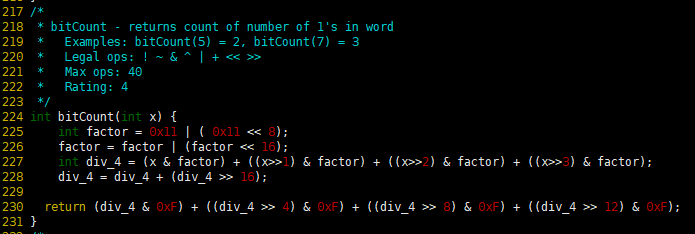 217 /*
218  * bitCount - returns count of number of 1's in word
219  *   Examples: bitCount(5) = 2, bitCount(7) = 3
220  *   Legal ops: ! ~ & ^ | + << >>
221  *   Max ops: 40
222  *   Rating: 4
223  */
224 int bitCount(int x) {
225     int factor = 0x11 | ( 0x11 << 8);
226     factor = factor | (factor << 16);
227     int div_4 = (x & factor) + ((x>>1) & factor) + ((x>>2) & factor) + ((x>>3) & factor);
228     div_4 = div_4 + (div_4 >> 16);
229
230   return (div_4 & 0xF) + ((div_4 >> 4) & 0xF) + ((div_4 >> 8) & 0xF) + ((div_4 >> 12) & 0xF);
231 }